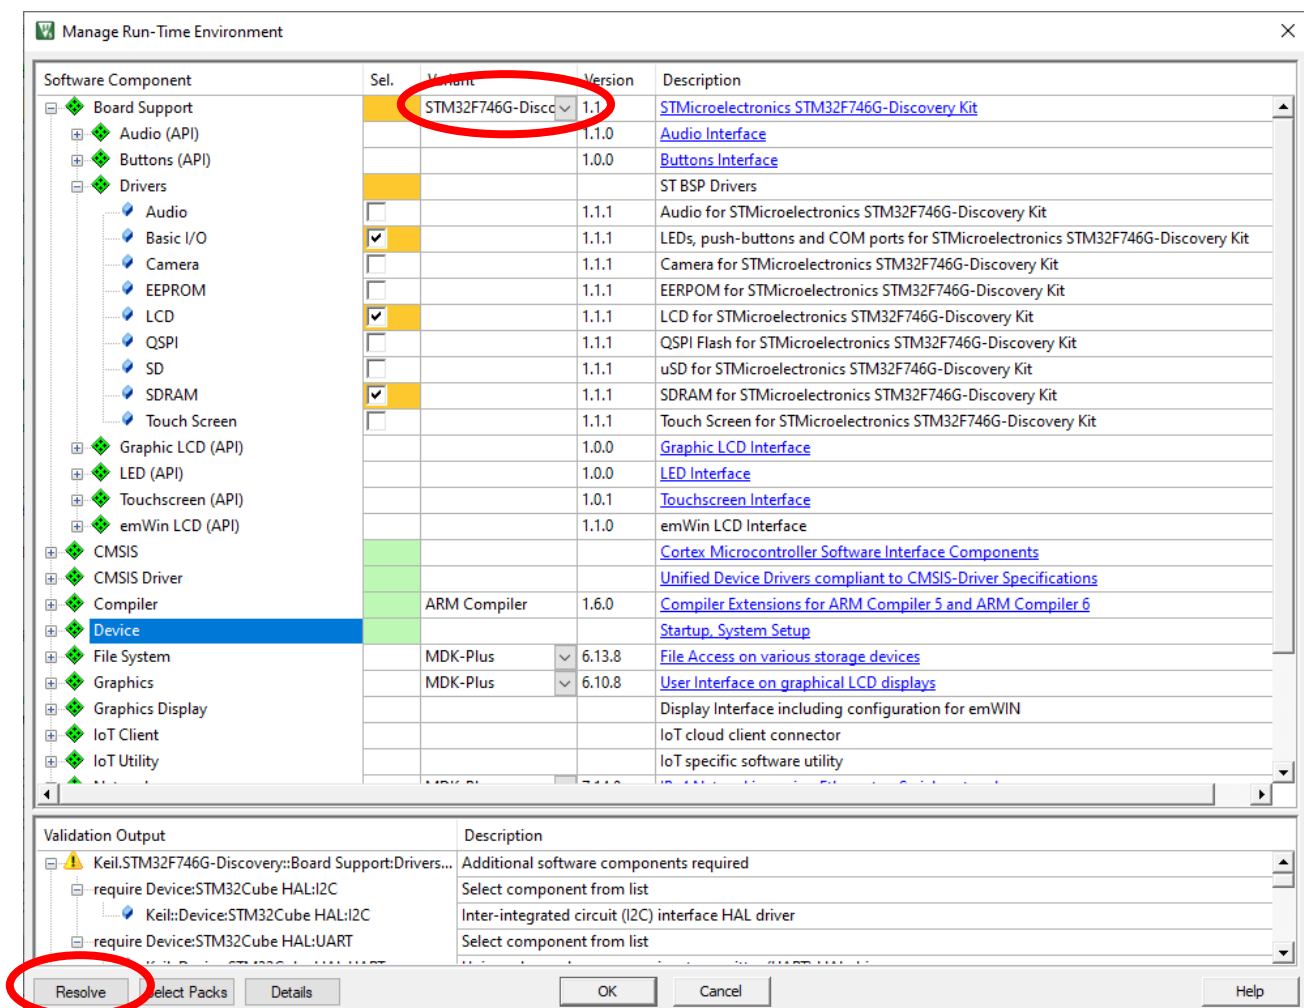 Manage Run-Time Environment
Software Component Sel. Variant Version Description
Board Support STM32F746G-Disco 1.1 STMicroelectronics STM32F746G-Discovery Kit
Audio (API) 1.1.0 Audio Interface
Buttons (API) 1.0.0 Buttons Interface
Drivers ST BSP Drivers
Audio 1.1.1 Audio for STMicroelectronics STM32F746G-Discovery Kit
Basic I/O 1.1.1 LEDs, push-buttons and COM ports for STMicroelectronics STM32F746G-Discovery Kit
Camera 1.1.1 Camera for STMicroelectronics STM32F746G-Discovery Kit
EEPROM 1.1.1 EERPOM for STMicroelectronics STM32F746G-Discovery Kit
LCD 1.1.1 LCD for STMicroelectronics STM32F746G-Discovery Kit
QSPI 1.1.1 QSPI Flash for STMicroelectronics STM32F746G-Discovery Kit
SD 1.1.1 uSD for STMicroelectronics STM32F746G-Discovery Kit
SDRAM 1.1.1 SDRAM for STMicroelectronics STM32F746G-Discovery Kit
Touch Screen 1.1.1 Touch Screen for STMicroelectronics STM32F746G-Discovery Kit
Graphic LCD (API) 1.0.0 Graphic LCD Interface
LED (API) 1.0.0 LED Interface
Touchscreen (API) 1.0.1 Touchscreen Interface
emWin LCD (API) 1.1.0 emWin LCD Interface
CMSIS Cortex Microcontroller Software Interface Components
CMSIS Driver Unified Device Drivers compliant to CMSIS-Driver Specifications
Compiler ARM Compiler 1.6.0 Compiler Extensions for ARM Compiler 5 and ARM Compiler 6
Device Startup, System Setup
File System MDK-Plus 6.13.8 File Access on various storage devices
Graphics MDK-Plus 6.10.8 User Interface on graphical LCD displays
Graphics Display Display Interface including configuration for emWIN
IoT Client IoT cloud client connector
IoT Utility IoT specific software utility
Validation Output Description
Keil.STM32F746G-Discovery::Board Support:Drivers... Additional software components required
require Device:STM32Cube HAL:I2C Select component from list
Keil::Device:STM32Cube HAL:I2C Inter-integrated circuit (I2C) interface HAL driver
require Device:STM32Cube HAL:UART Select component from list
Resolve Select Packs Details OK Cancel Help